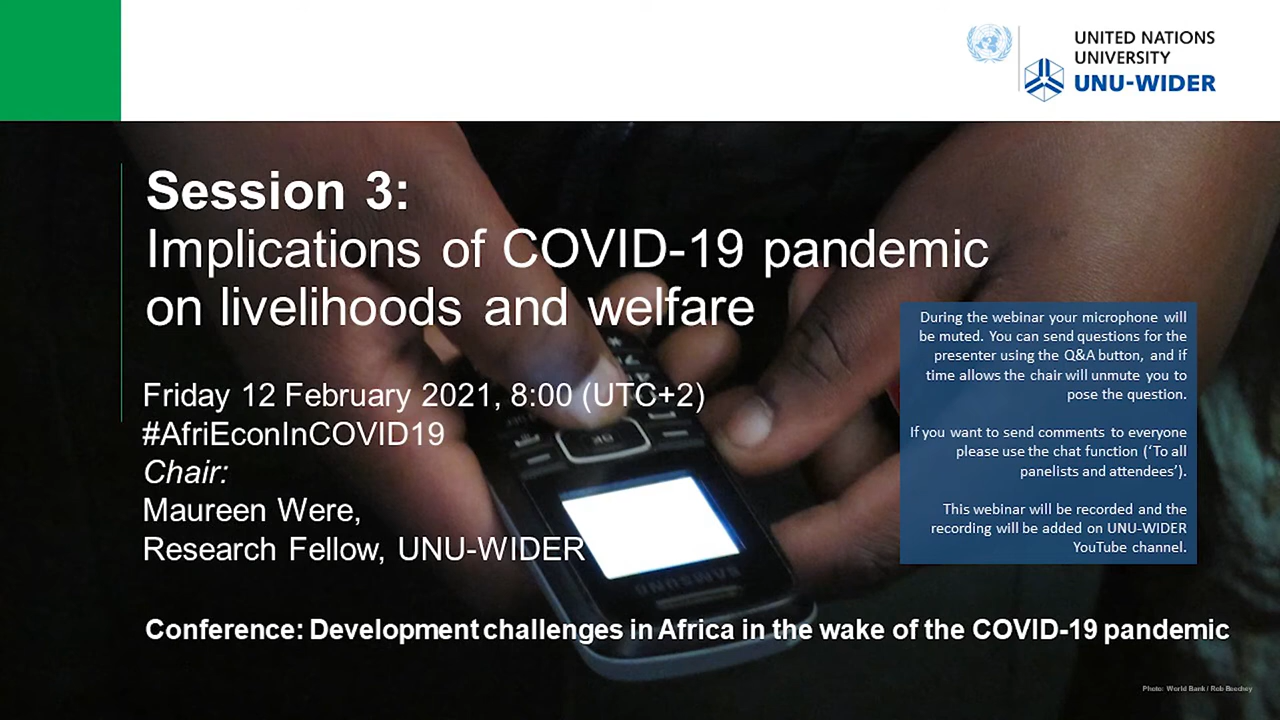 UNITED NATIONS
UNIVERSITY
UNU-WIDER
Session 3:
Implications of COVID-19 pandemic
on livelihoods and welfare
Friday 12 February 2021, 8:00 (UTC+2)
#AfriEconInCOVID19
Chair:
Maureen Were,
Research Fellow, UNU-WIDER
During the webinar your microphone will
be muted. You can send questions for the
presenter using the Q&A button, and if
time allows the chair will unmute you to
pose the question.
If you want to send comments to everyone
please use the chat function (‘To all
panelists and attendees’).
This webinar will be recorded and the
recording will be added on UNU-WIDER
YouTube channel.
SAMSUNG
OK
Conference: Development challenges in Africa in the wake of the COVID-19 pandemic
Photo: World Bank / Rob Beechey